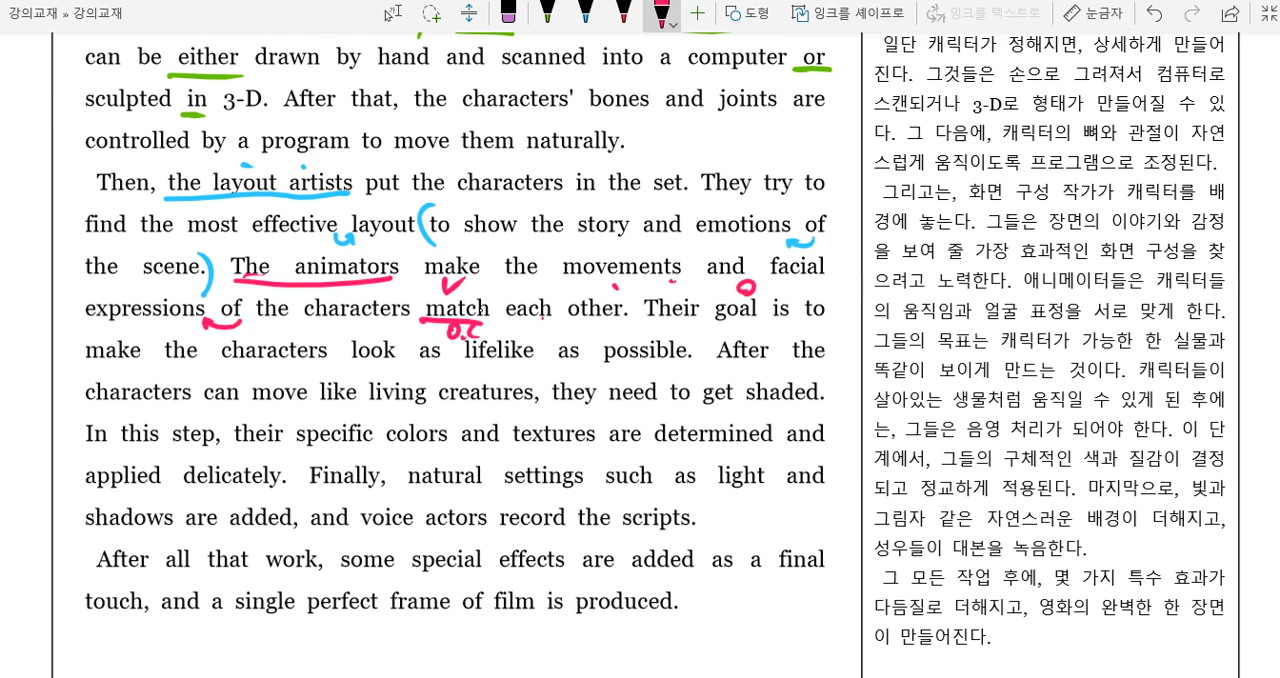 강의교재 » 강의교재
도형 잉크를 셰이프로 잉크를 텍스트로 눈금자
can be either drawn by hand and scanned into a computer or
sculpted in 3-D. After that, the characters' bones and joints are
controlled by a program to move them naturally.
Then, the layout artists put the characters in the set. They try to
find the most effective layout (to show the story and emotions of
the scene.) The animators make the movements and facial
expressions of the characters match each other. Their goal is to
O.C
make the characters look as lifelike as possible. After the
characters can move like living creatures, they need to get shaded.
In this step, their specific colors and textures are determined and
applied delicately. Finally, natural settings such as light and
shadows are added, and voice actors record the scripts.
After all that work, some special effects are added as a final
touch, and a single perfect frame of film is produced.
일단 캐릭터가 정해지면, 상세하게 만들어
진다. 그것들은 손으로 그려져서 컴퓨터로
스캔되거나 3-D로 형태가 만들어질 수 있
다. 그 다음에, 캐릭터의 뼈와 관절이 자연
스럽게 움직이도록 프로그램으로 조정된다.
그리고는, 화면 구성 작가가 캐릭터를 배
경에 놓는다. 그들은 장면의 이야기와 감정
을 보여 줄 가장 효과적인 화면 구성을 찾
으려고 노력한다. 애니메이터들은 캐릭터들
의 움직임과 얼굴 표정을 서로 맞게 한다.
그들의 목표는 캐릭터가 가능한 한 실물과
똑같이 보이게 만드는 것이다. 캐릭터들이
살아있는 생물처럼 움직일 수 있게 된 후에
는, 그들은 음영 처리가 되어야 한다. 이 단
계에서, 그들의 구체적인 색과 질감이 결정
되고 정교하게 적용된다. 마지막으로, 빛과
그림자 같은 자연스러운 배경이 더해지고,
성우들이 대본을 녹음한다.
그 모든 작업 후에, 몇 가지 특수 효과가
다듬질로 더해지고, 영화의 완벽한 한 장면
이 만들어진다.